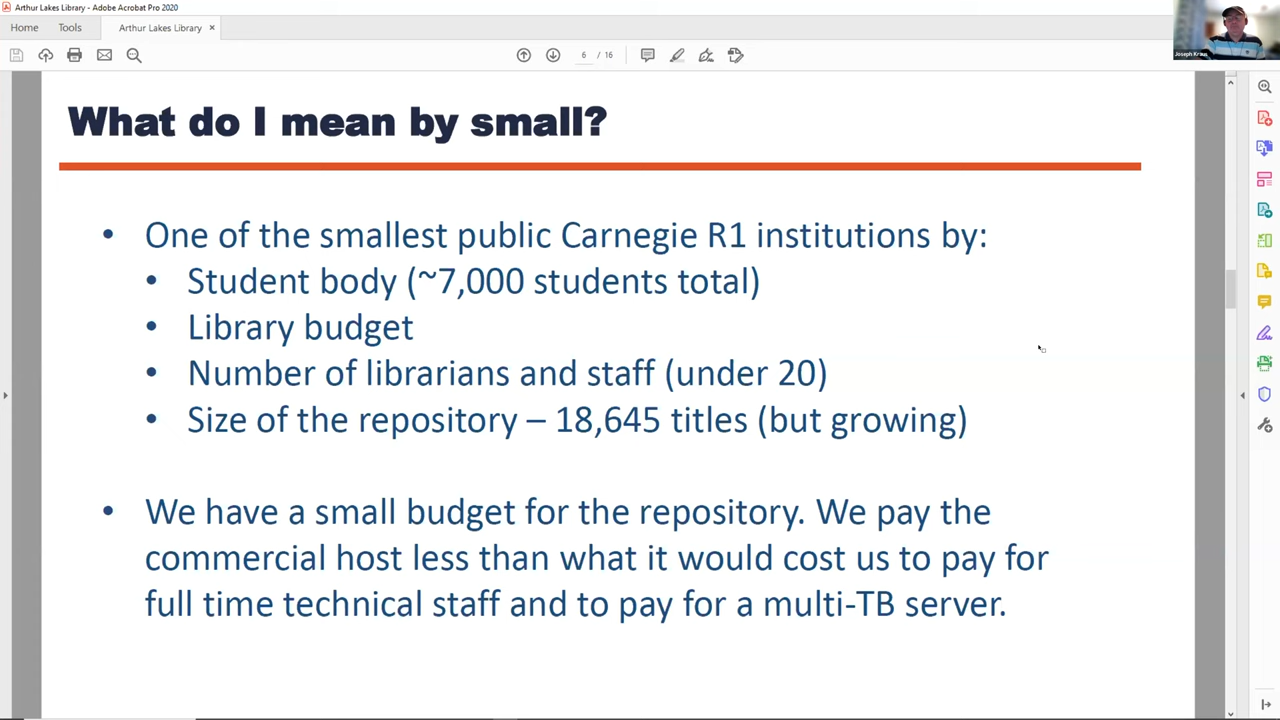 Arthur Lakes Library - Adobe Acrobat Pro 2020
Home Tools Arthur Lakes Library ×
6 / 16
Joseph Kraus
What do I mean by small?
• One of the smallest public Carnegie R1 institutions by:
• Student body (~7,000 students total)
• Library budget
• Number of librarians and staff (under 20)
• Size of the repository – 18,645 titles (but growing)
• We have a small budget for the repository. We pay the
commercial host less than what it would cost us to pay for
full time technical staff and to pay for a multi-TB server.